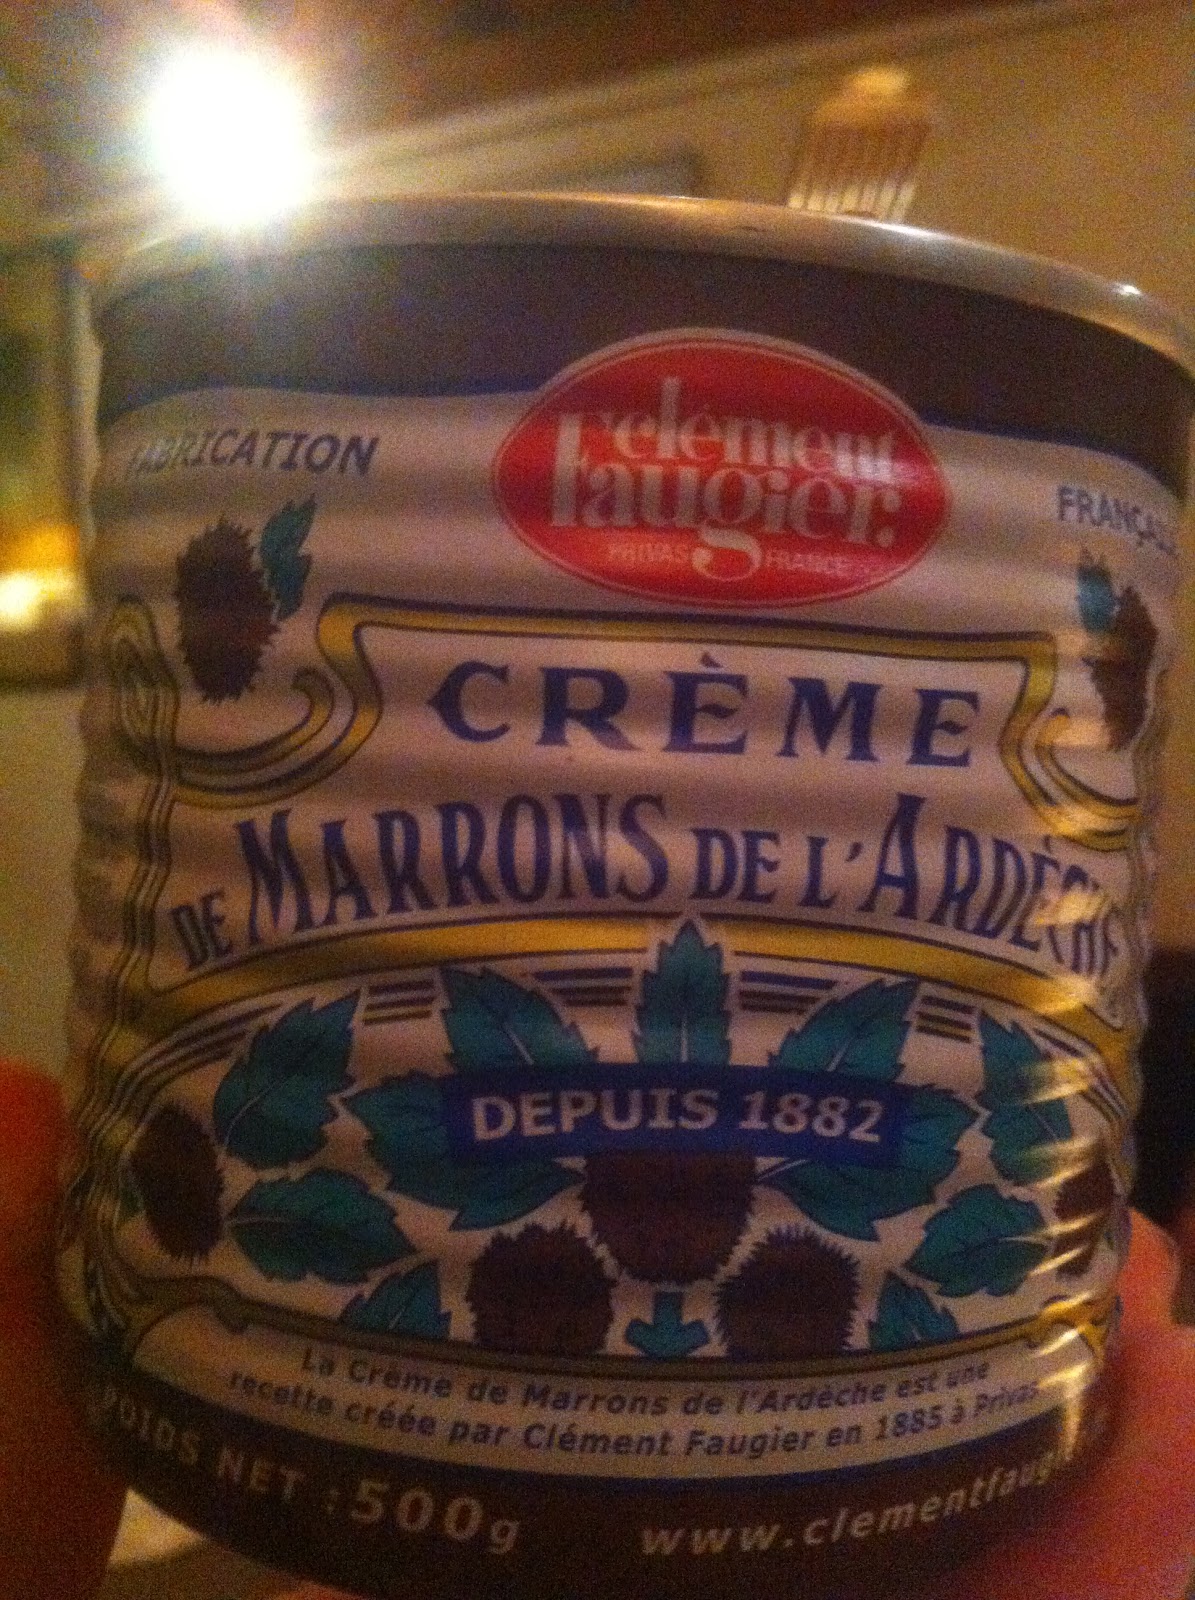 clément
Faugier.
PRIVAS FRANCE
FABRICATION FRANÇAISE
CRÈME
DE MARRONS DE L'ARDÈCHE
DEPUIS 1882
La Crème de Marrons de l'Ardèche est une
recette créée par Clément Faugier en 1885 à Privas
POIDS NET : 500g
www.clementfaugier